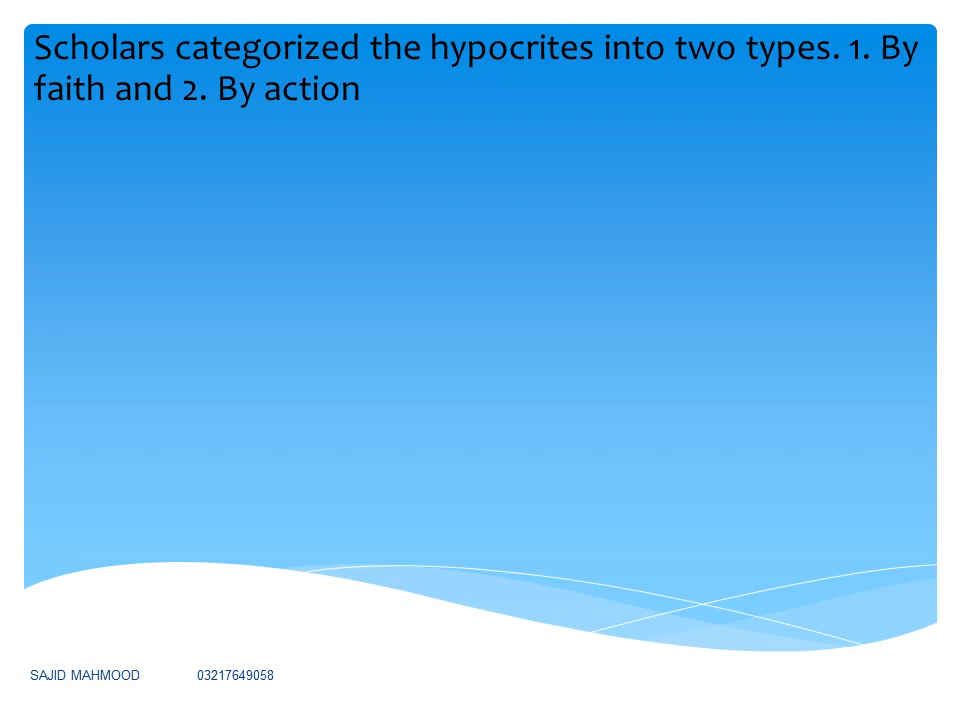 Scholars categorized the hypocrites into two types. 1. By
faith and 2. By action
SAJID MAHMOOD 03217649058